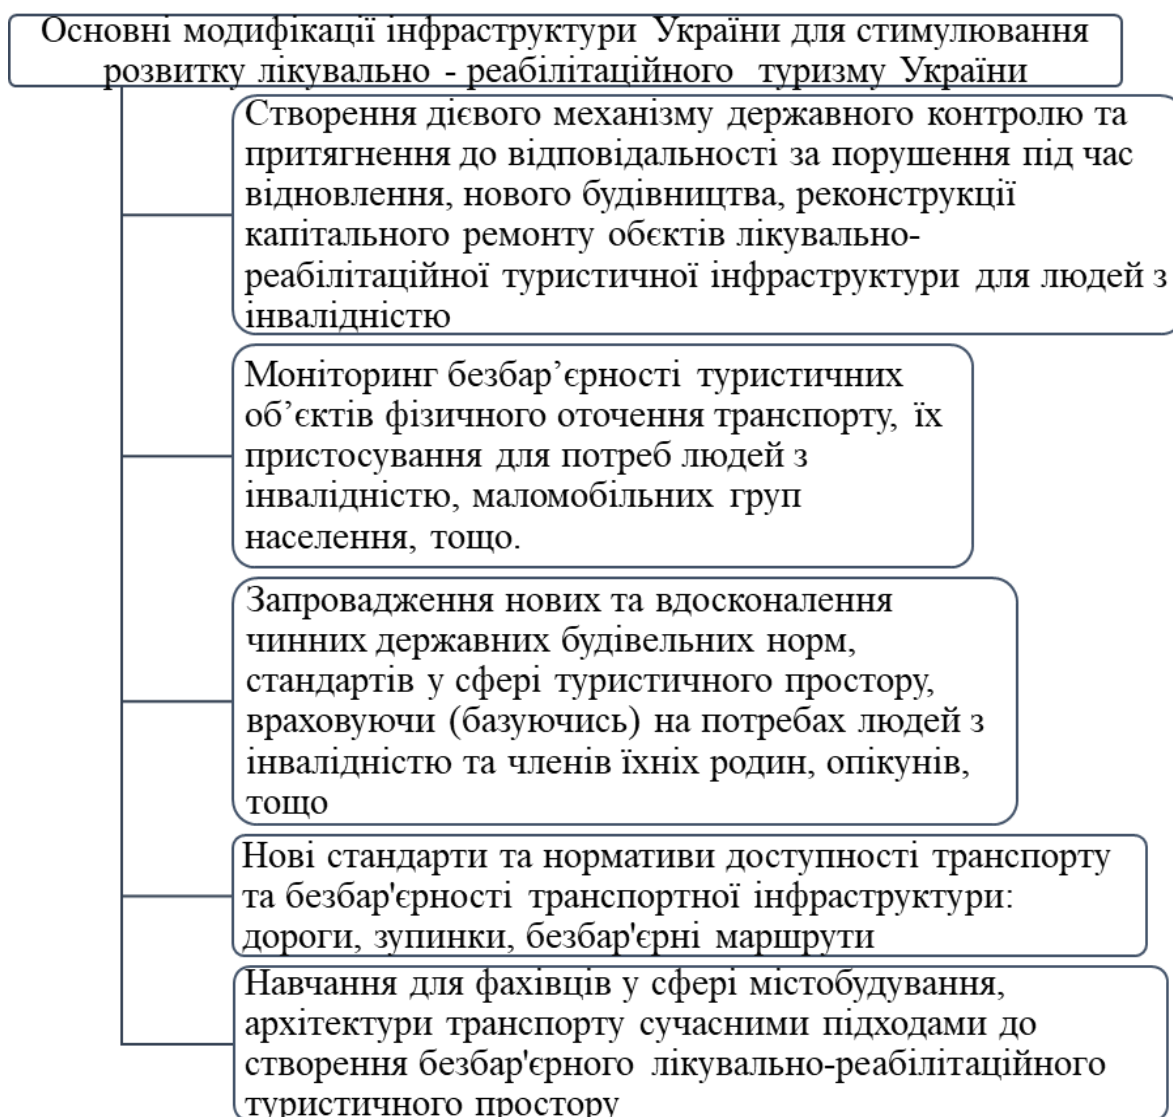 Основні модифікації інфраструктури України для стимулювання
розвитку лікувально - реабілітаційного туризму України
Створення дієвого механізму державного контролю та
притягнення до відповідальності за порушення під час
відновлення, нового будівництва, реконструкції
капітального ремонту обєктів лікувально-
реабілітаційної туристичної інфраструктури для людей з
інвалідністю
Моніторинг безбар’єрності туристичних
об’єктів фізичного оточення транспорту, їх
пристосування для потреб людей з
інвалідністю, маломобільних груп
населення, тощо.
Запровадження нових та вдосконалення
чинних державних будівельних норм,
стандартів у сфері туристичного простору,
враховуючи (базуючись) на потребах людей з
інвалідністю та членів їхніх родин, опікунів,
тощо
Нові стандарти та нормативи доступності транспорту
та безбар'єрності транспортної інфраструктури:
дороги, зупинки, безбар'єрні маршрути
Навчання для фахівців у сфері містобудування,
архітектури транспорту сучасними підходами до
створення безбар'єрного лікувально-реабілітаційного
туристичного простору